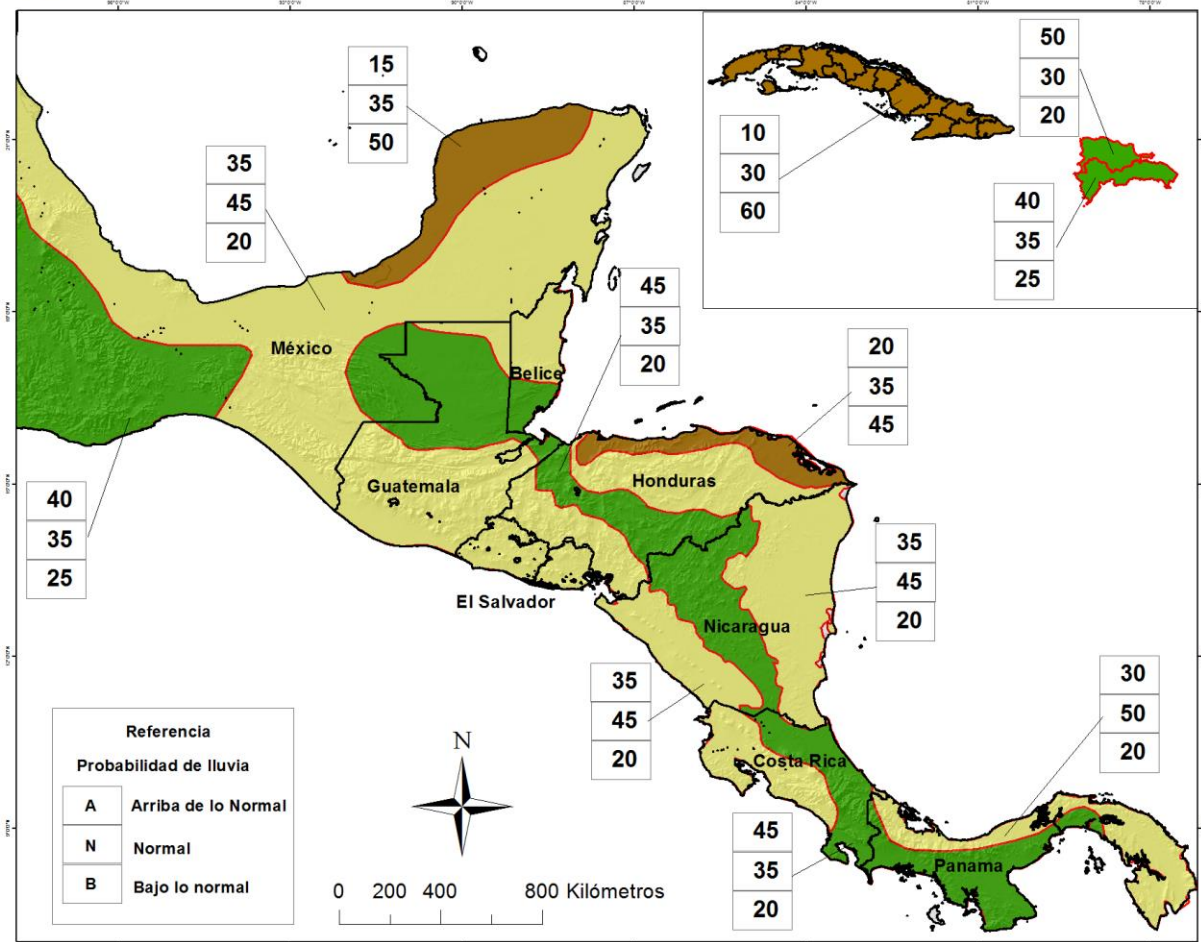 15
35
50
35
45
20
10
30
60
50
30
20
40
35
25
45
35
20
20
35
45
México
Belice
Guatemala
Honduras
El Salvador
Nicaragua
Costa Rica
Panama
40
35
25
35
45
20
35
45
20
30
50
20
45
35
20
Referencia
Probabilidad de lluvia
A Arriba de lo Normal
N Normal
B Bajo lo normal
N
0 200 400 800 Kilómetros